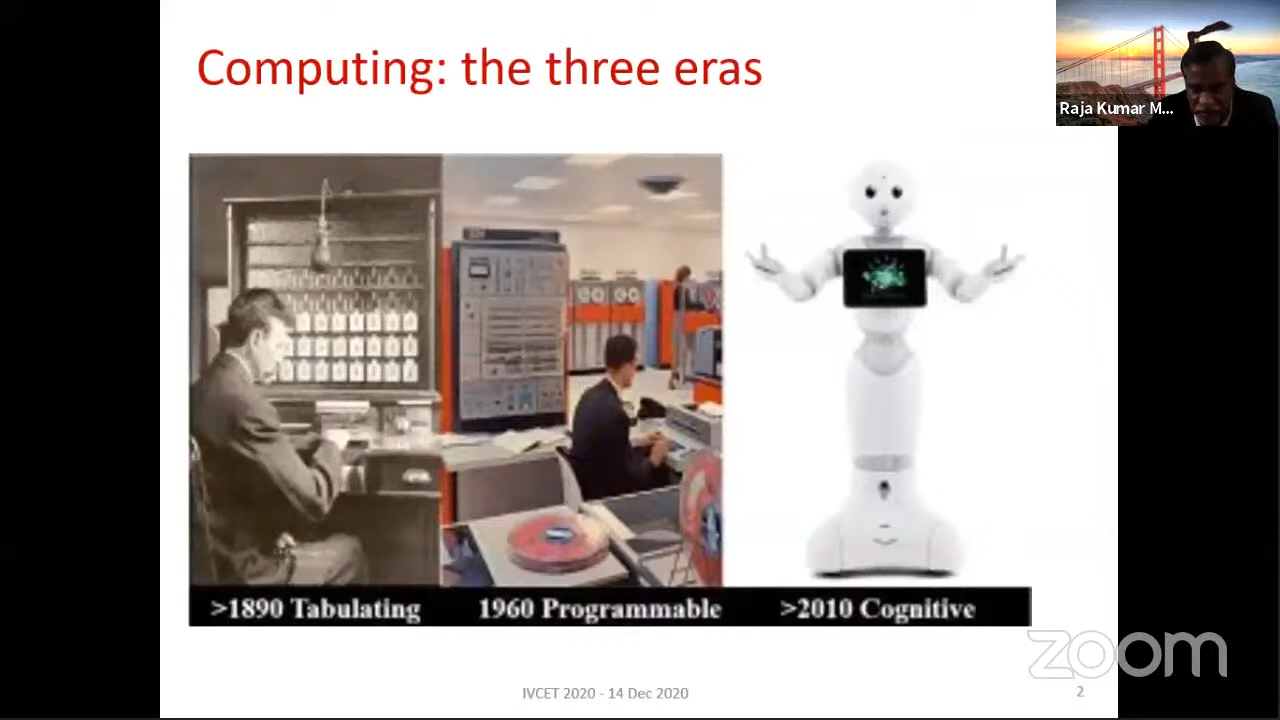 Computing: the three eras
Raja Kumar M...
>1890 Tabulating
1960 Programmable
>2010 Cognitive
zoom
IVCET 2020 - 14 Dec 2020
2